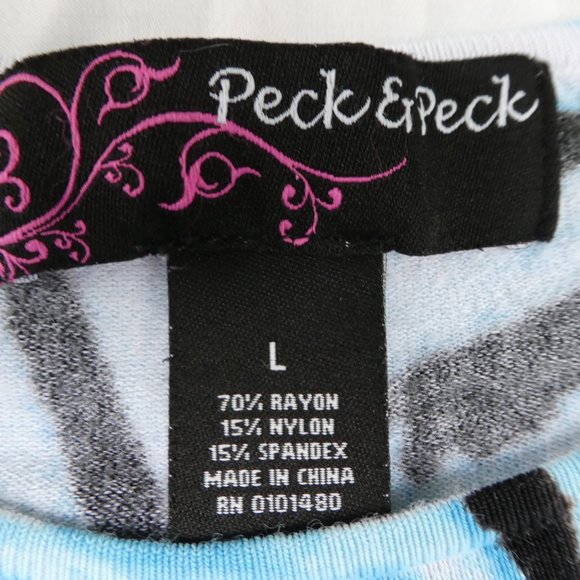 Peck & Peck
L
70% RAYON
15% NYLON
15% SPANDEX
MADE IN CHINA
RN 0101480